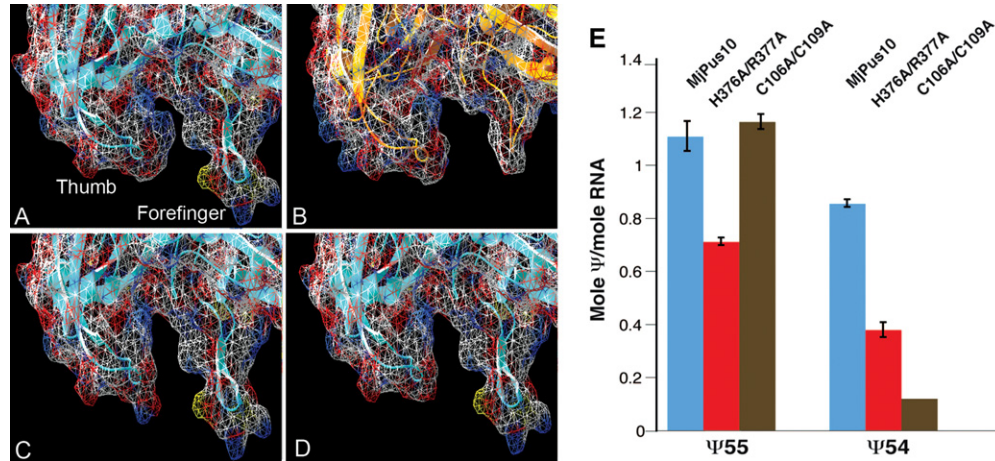 Thumb
Forefinger
A
B
C
D
E
MjPus10
H376A/R377A
C106A/C109A
MjPus10
H376A/R377A
C106A/C109A
Mole Ψ/mole RNA
1.4
1.2
1
0.8
0.6
0.4
0.2
0
Ψ55
Ψ54